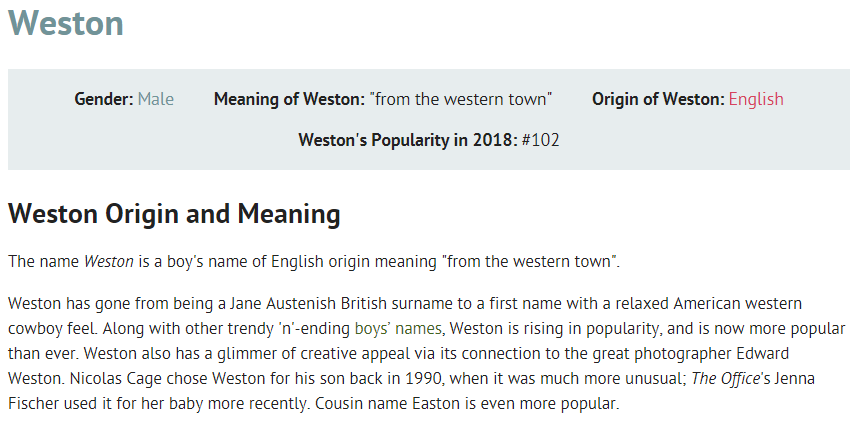 Weston
Gender: Male Meaning of Weston: "from the western town" Origin of Weston: English
Weston's Popularity in 2018: #102
Weston Origin and Meaning
The name Weston is a boy's name of English origin meaning "from the western town".
Weston has gone from being a Jane Austenish British surname to a first name with a relaxed American western
cowboy feel. Along with other trendy 'n'-ending boys’ names, Weston is rising in popularity, and is now more popular
than ever. Weston also has a glimmer of creative appeal via its connection to the great photographer Edward
Weston. Nicolas Cage chose Weston for his son back in 1990, when it was much more unusual; The Office's Jenna
Fischer used it for her baby more recently. Cousin name Easton is even more popular.